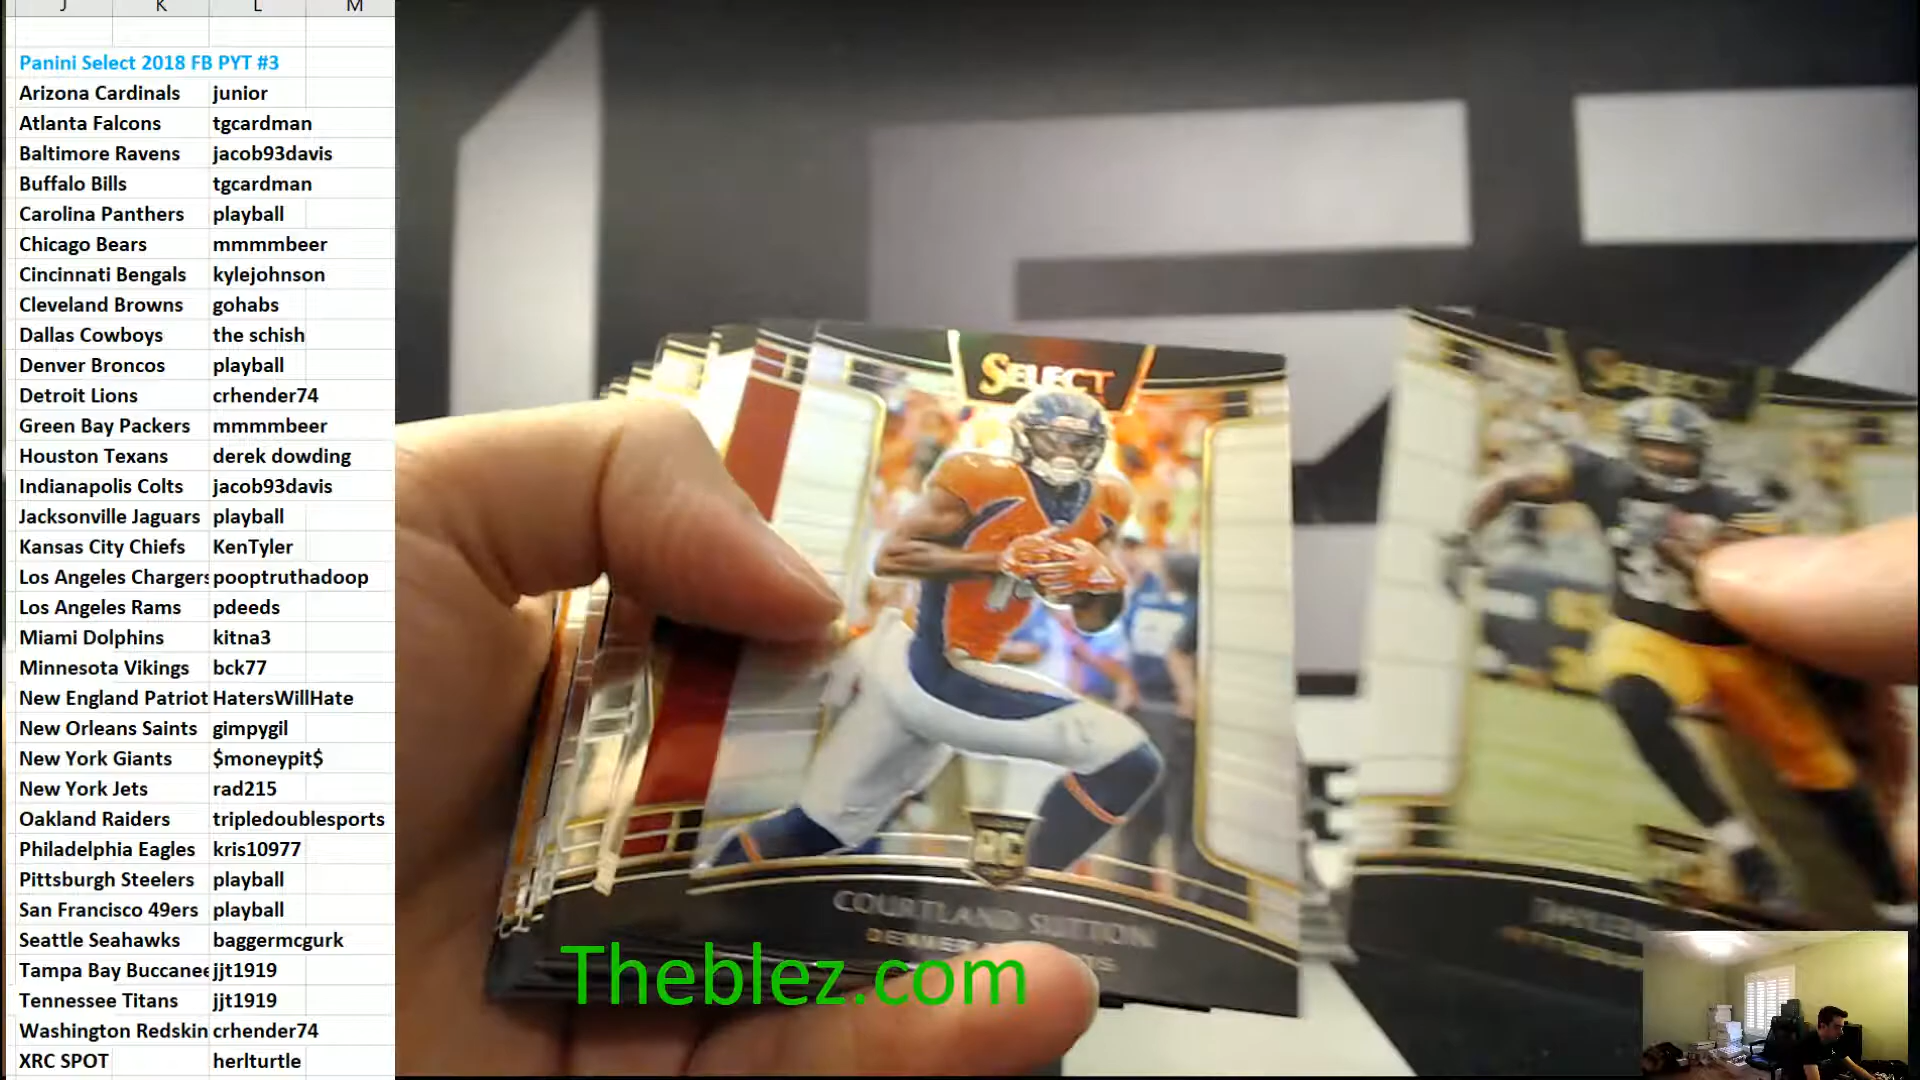 J K L M
Panini Select 2018 FB PYT #3
Arizona Cardinals junior
Atlanta Falcons tgcardman
Baltimore Ravens jacob93davis
Buffalo Bills tgcardman
Carolina Panthers playball
Chicago Bears mmmmbeer
Cincinnati Bengals kylejohnson
Cleveland Browns gohabs
Dallas Cowboys the schish
Denver Broncos playball
Detroit Lions crhender74
Green Bay Packers mmmmbeer
Houston Texans derek dowding
Indianapolis Colts jacob93davis
Jacksonville Jaguars playball
Kansas City Chiefs KenTyler
Los Angeles Chargers pooptruthadoop
Los Angeles Rams pdeeds
Miami Dolphins kitna3
Minnesota Vikings bck77
New England Patriot HatersWillHate
New Orleans Saints gimpygil
New York Giants $moneypit$
New York Jets rad215
Oakland Raiders tripledoublesports
Philadelphia Eagles kris10977
Pittsburgh Steelers playball
San Francisco 49ers playball
Seattle Seahawks baggermcgurk
Tampa Bay Buccanee jjt1919
Tennessee Titans jjt1919
Washington Redskin crhender74
XRC SPOT herlturtle
SELECT
RC
COURTLAND SUTTON
SELECT
Theblez.com